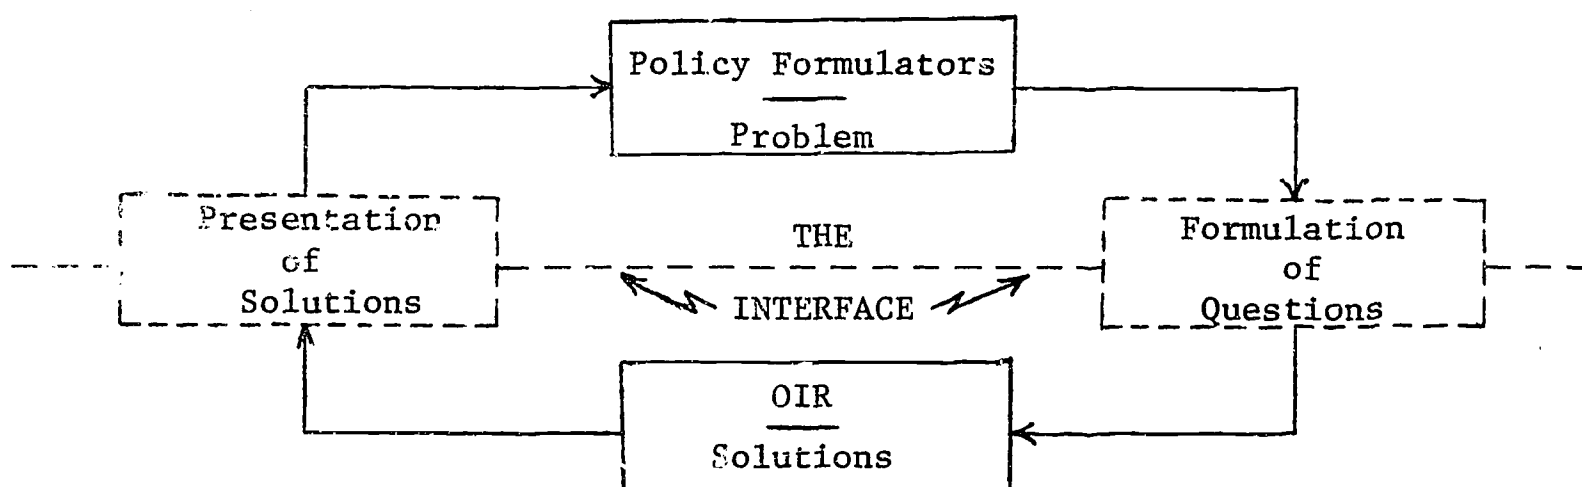 Policy Formulators
Problem
Presentation
of
Solutions
THE
INTERFACE
Formulation
of
Questions
OIR
Solutions